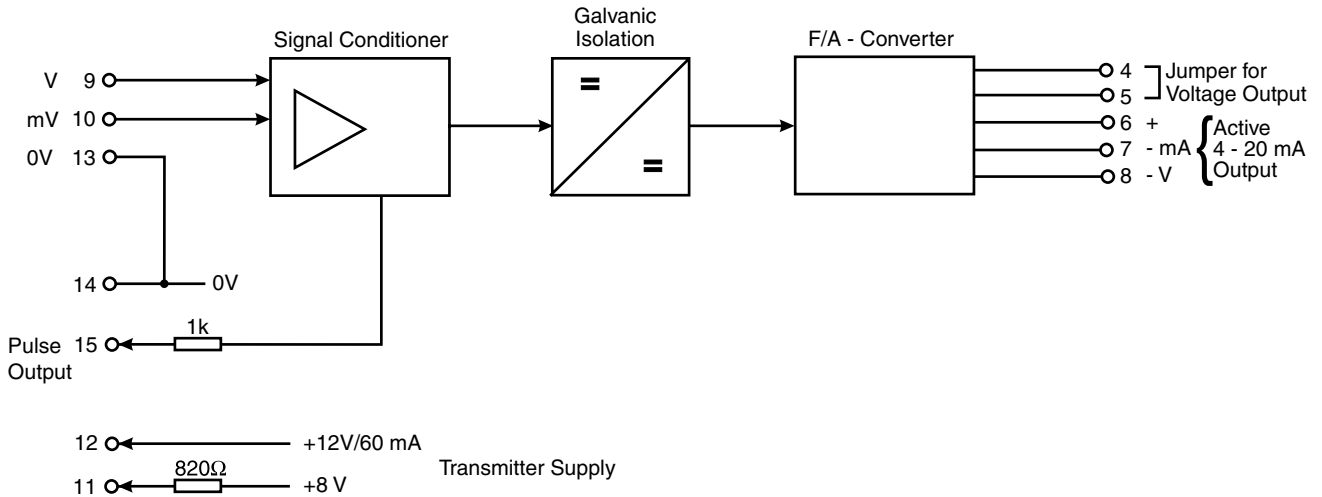 Galvanic
Isolation
Signal Conditioner
F/A - Converter
V 9
mV 10
0V 13
4 Jumper for
5 Voltage Output
6 +
7 - mA
8 - V
{ Active
4 - 20 mA
Output
14 0V
1k
Pulse 15
Output
12 +12V/60 mA
820Ω
11 +8 V
Transmitter Supply